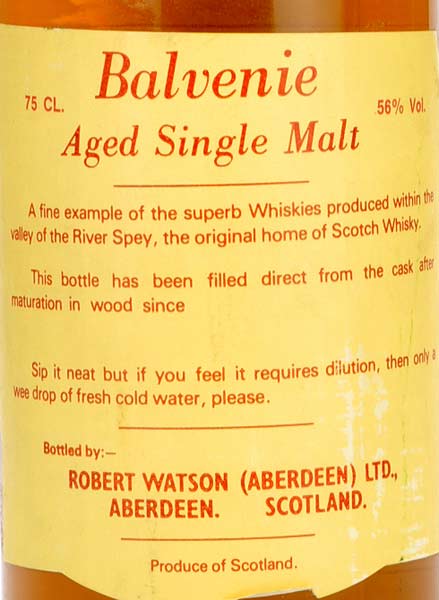 Balvenie
75 CL.
56% Vol.
Aged Single Malt
A fine example of the superb Whiskies produced within the
valley of the River Spey, the original home of Scotch Whisky.
This bottle has been filled direct from the cask after
maturation in wood since
Sip it neat but if you feel it requires dilution, then only a
wee drop of fresh cold water, please.
Bottled by:—
ROBERT WATSON (ABERDEEN) LTD.,
ABERDEEN. SCOTLAND.
Produce of Scotland.